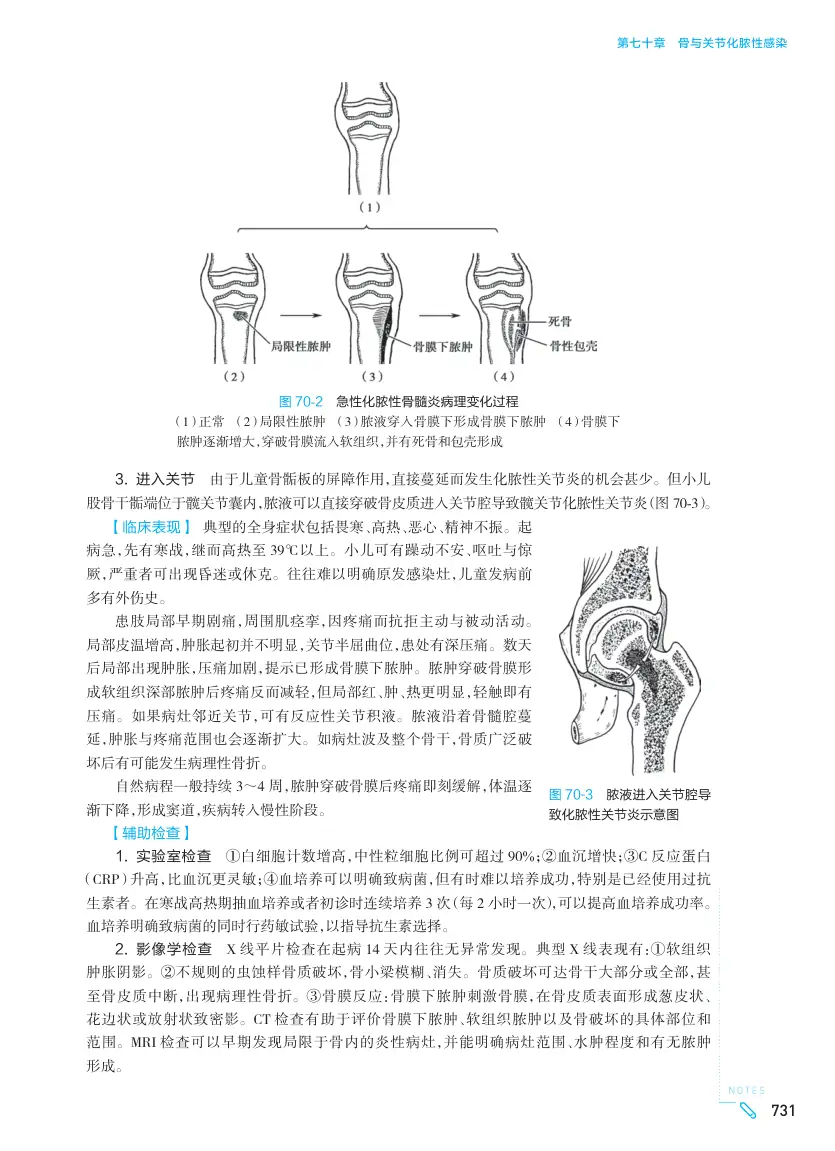 第七十章　骨与关节化脓性感染
（1）
死骨
局限性脓肿
骨膜下脓肿
骨性包壳
（2）
（3）
（4）
图 70-2　急性化脓性骨髓炎病理变化过程
（1）正常　（2）局限性脓肿　（3）脓液穿入骨膜下形成骨膜下脓肿　（4）骨膜下
脓肿逐渐增大，穿破骨膜流入软组织，并有死骨和包壳形成
3. 进入关节　由于儿童骨骺板的屏障作用，直接蔓延而发生化脓性关节炎的机会甚少。但小儿
股骨干骺端位于髋关节囊内，脓液可以直接穿破骨皮质进入关节腔导致髋关节化脓性关节炎（图 70-3）。
【临床表现】　典型的全身症状包括畏寒、高热、恶心、精神不振。起
病急，先有寒战，继而高热至 39℃以上。小儿可有躁动不安、呕吐与惊
厥，严重者可出现昏迷或休克。往往难以明确原发感染灶，儿童发病前
多有外伤史。
患肢局部早期剧痛，周围肌痉挛，因疼痛而抗拒主动与被动活动。
局部皮温增高，肿胀起初并不明显，关节半屈曲位，患处有深压痛。数天
后局部出现肿胀，压痛加剧，提示已形成骨膜下脓肿。脓肿穿破骨膜形
成软组织深部脓肿后疼痛反而减轻，但局部红、肿、热更明显，轻触即有
压痛。如果病灶邻近关节，可有反应性关节积液。脓液沿着骨髓腔蔓
延，肿胀与疼痛范围也会逐渐扩大。如病灶波及整个骨干，骨质广泛破
坏后有可能发生病理性骨折。
自然病程一般持续 3～4 周，脓肿穿破骨膜后疼痛即刻缓解，体温逐
渐下降，形成窦道，疾病转入慢性阶段。
图 70-3　脓液进入关节腔导
致化脓性关节炎示意图
【辅助检查】
1. 实验室检查　①白细胞计数增高，中性粒细胞比例可超过 90%；②血沉增快；③C 反应蛋白
（CRP）升高，比血沉更灵敏；④血培养可以明确致病菌，但有时难以培养成功，特别是已经使用过抗
生素者。在寒战高热期抽血培养或者初诊时连续培养 3 次（每 2 小时一次），可以提高血培养成功率。
血培养明确致病菌的同时行药敏试验，以指导抗生素选择。
2. 影像学检查　X 线平片检查在起病 14 天内往往无异常发现。典型 X 线表现有：①软组织
肿胀阴影。②不规则的虫蚀样骨质破坏，骨小梁模糊、消失。骨质破坏可达骨干大部分或全部，甚
至骨皮质中断，出现病理性骨折。③骨膜反应：骨膜下脓肿刺激骨膜，在骨皮质表面形成葱皮状、
花边状或放射状致密影。CT 检查有助于评价骨膜下脓肿、软组织脓肿以及骨破坏的具体部位和
范围。MRI 检查可以早期发现局限于骨内的炎性病灶，并能明确病灶范围、水肿程度和有无脓肿
形成。
NOTES
731